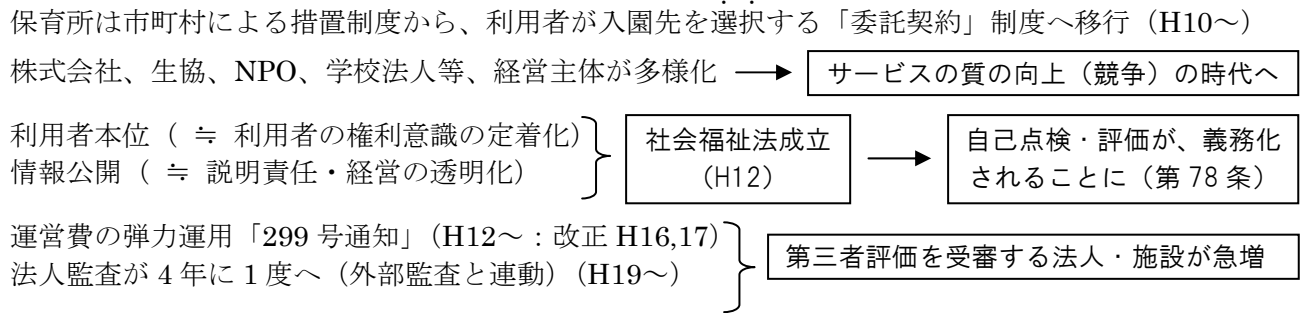 保育所は市町村による措置制度から、利用者が入園先を選択する「委託契約」制度へ移行（H10～）
株式会社、生協、NPO、学校法人等、経営主体が多様化
サービスの質の向上（競争）の時代へ
利用者本位（ ≒ 利用者の権利意識の定着化）
情報公開（ ≒ 説明責任・経営の透明化）
社会福祉法成立
（H12）
自己点検・評価が、義務化
されることに（第 78 条）
運営費の弾力運用「299 号通知」（H12～：改正 H16,17）
法人監査が 4 年に 1 度へ（外部監査と連動）（H19～）
第三者評価を受審する法人・施設が急増